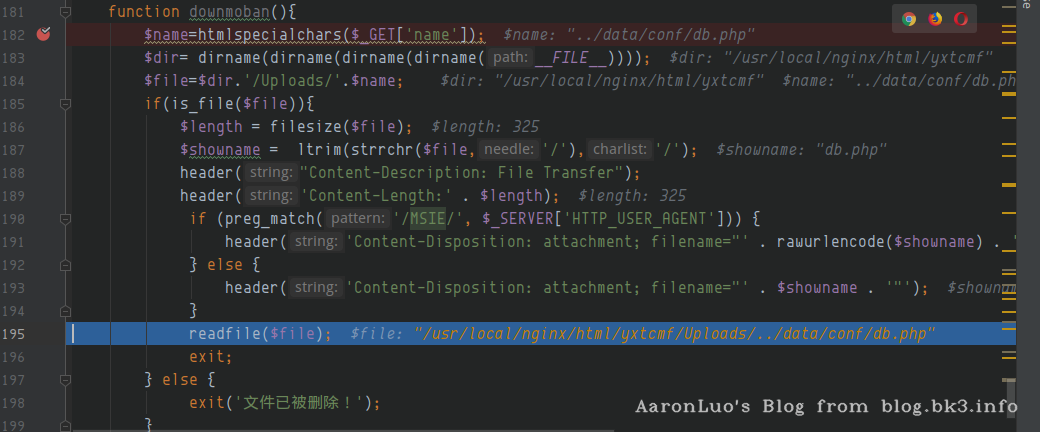 181 function downmoban(){
182 $name=htmlspecialchars($_GET['name']); $name: "../data/conf/db.php"
183 $dir= dirname(dirname(dirname(dirname( path: __FILE__)))); $dir: "/usr/local/nginx/html/yxtcmf"
184 $file=$dir.'/Uploads/'.$name; $dir: "/usr/local/nginx/html/yxtcmf" $name: "../data/conf/db.ph
185 if(is_file($file)){
186 $length = filesize($file); $length: 325
187 $showname = ltrim(strrchr($file, needle: '/'), charlist: '/'); $showname: "db.php"
188 header( string: "Content-Description: File Transfer");
189 header( string: 'Content-Length:' . $length); $length: 325
190 if (preg_match( pattern: '/MSIE/', $_SERVER['HTTP_USER_AGENT'])) {
191 header( string: 'Content-Disposition: attachment; filename="' . rawurlencode($showname) . '
192 } else {
193 header( string: 'Content-Disposition: attachment; filename="' . $showname . '"'); $shown
194 }
195 readfile($file); $file: "/usr/local/nginx/html/yxtcmf/Uploads/../data/conf/db.php"
196 exit;
197 } else {
198 exit('文件已被删除！');
199 }
AaronLuo's Blog from blog.bk3.info